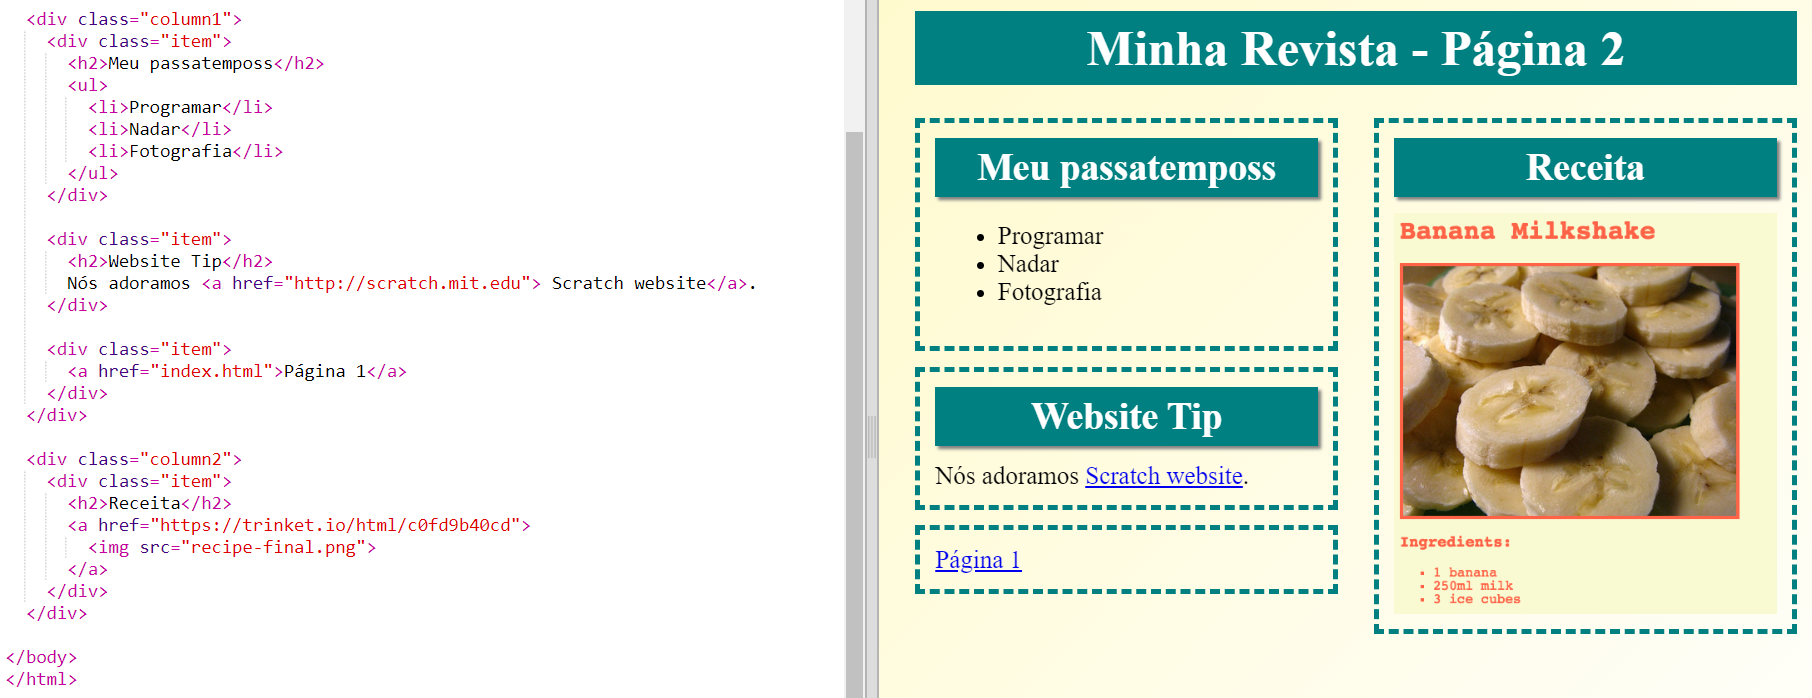 <div class="column1">
<div class="item">
<h2>Meu passatemposs</h2>
<ul>
<li>Programar</li>
<li>Nadar</li>
<li>Fotografia</li>
</ul>
</div>
<div class="item">
<h2>Website Tip</h2>
Nós adoramos <a href="http://scratch.mit.edu"> Scratch website</a>.
</div>
<div class="item">
<a href="index.html">Página 1</a>
</div>
</div>
<div class="column2">
<div class="item">
<h2>Receita</h2>
<a href="https://trinket.io/html/c0fd9b40cd">
<img src="recipe-final.png">
</a>
</div>
</div>
</body>
</html>
Minha Revista - Página 2
Meu passatemposs
• Programar
• Nadar
• Fotografia
Website Tip
Nós adoramos Scratch website.
Página 1
Receita
Banana Milkshake
Ingredients:
• 1 banana
• 250ml milk
• 3 ice cubes